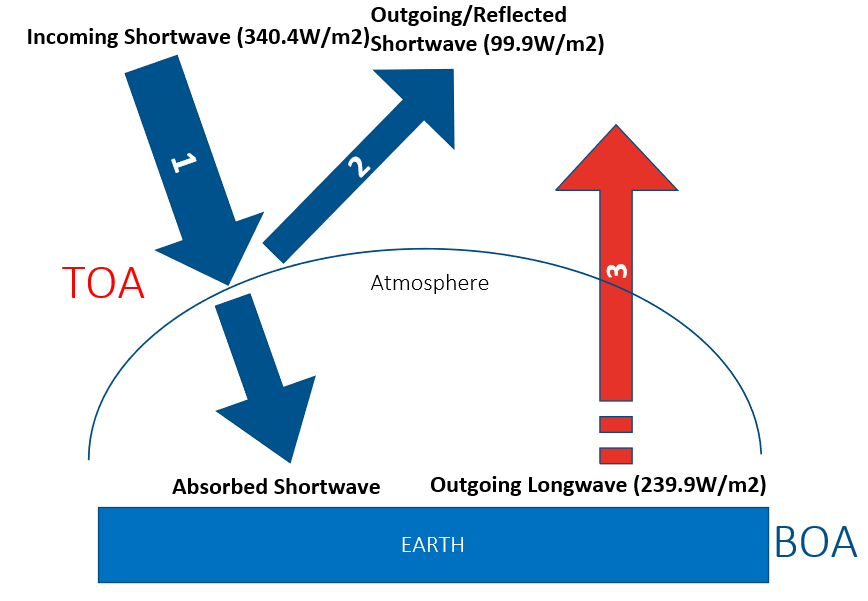 Incoming Shortwave (340.4W/m2)
Outgoing/Reflected
Shortwave (99.9W/m2)
1
2
3
TOA
Atmosphere
Absorbed Shortwave
Outgoing Longwave (239.9W/m2)
EARTH
BOA